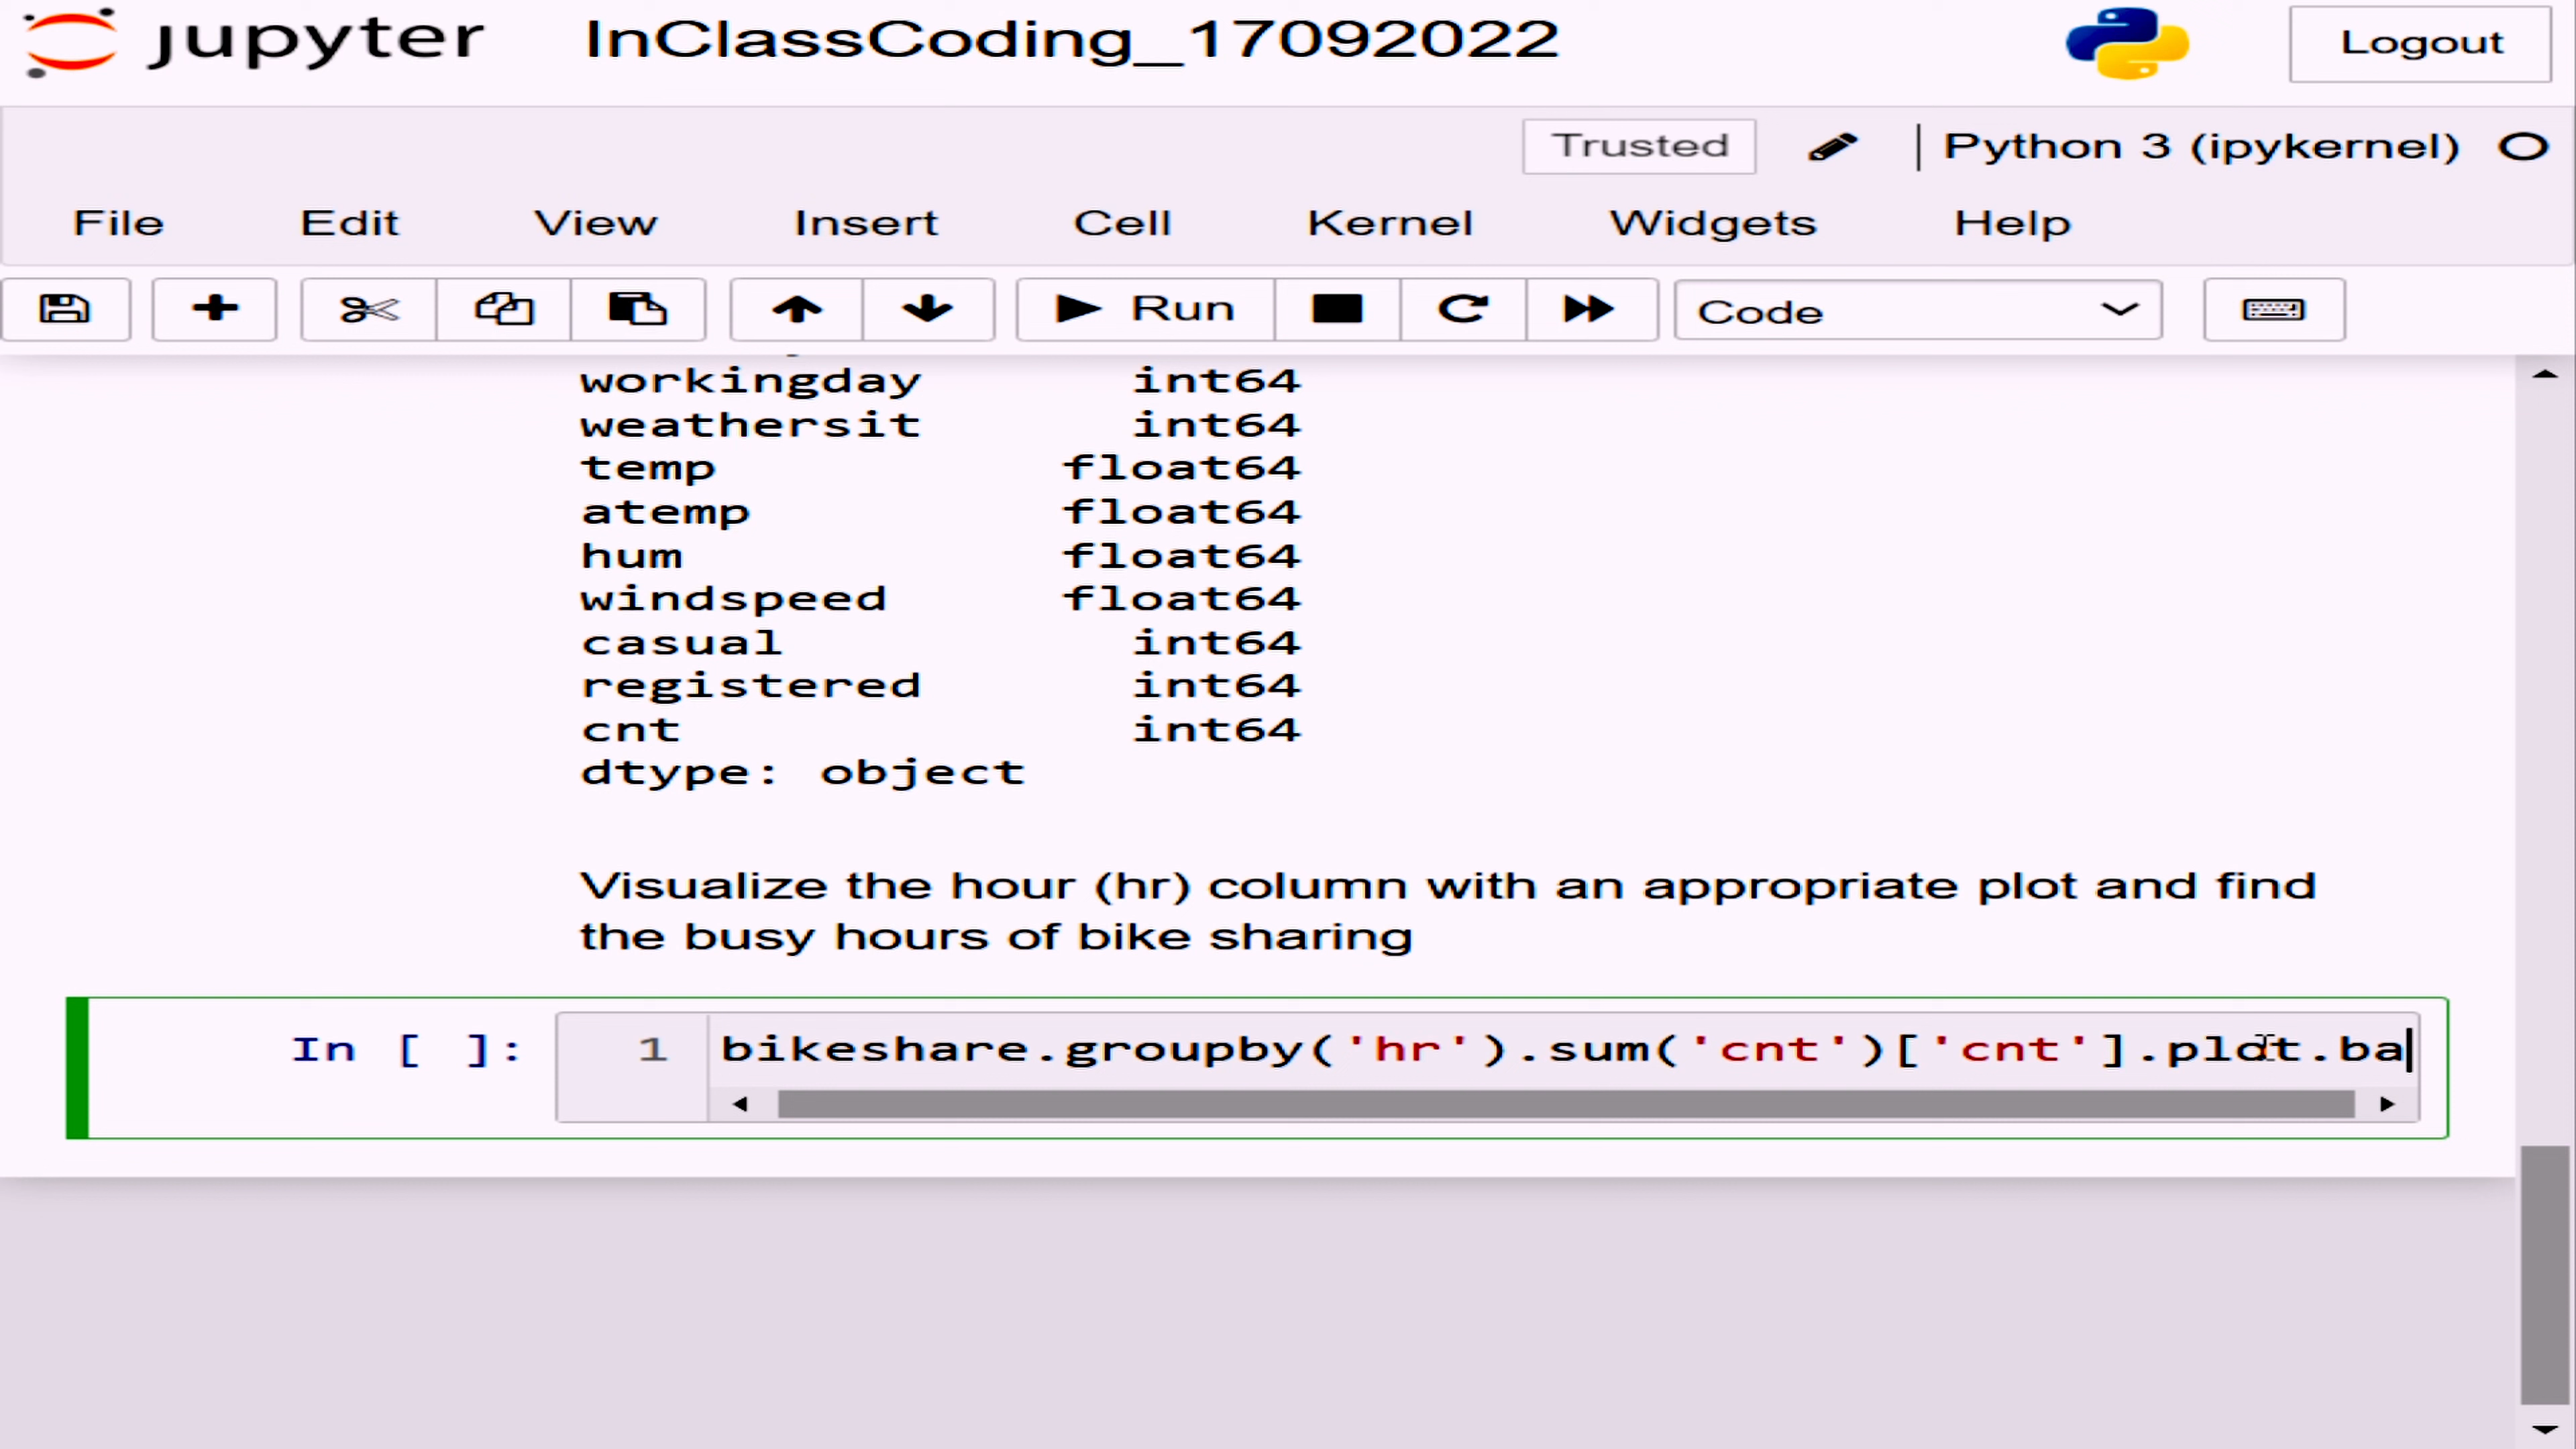 jupyter InClassCoding_17092022 Logout
Trusted Python 3 (ipykernel)
File Edit View Insert Cell Kernel Widgets Help
Run Code
workingday int64
weathersit int64
temp float64
atemp float64
hum float64
windspeed float64
casual int64
registered int64
cnt int64
dtype: object
Visualize the hour (hr) column with an appropriate plot and find
the busy hours of bike sharing
In [ ]: 1 bikeshare.groupby('hr').sum('cnt')['cnt'].plot.ba